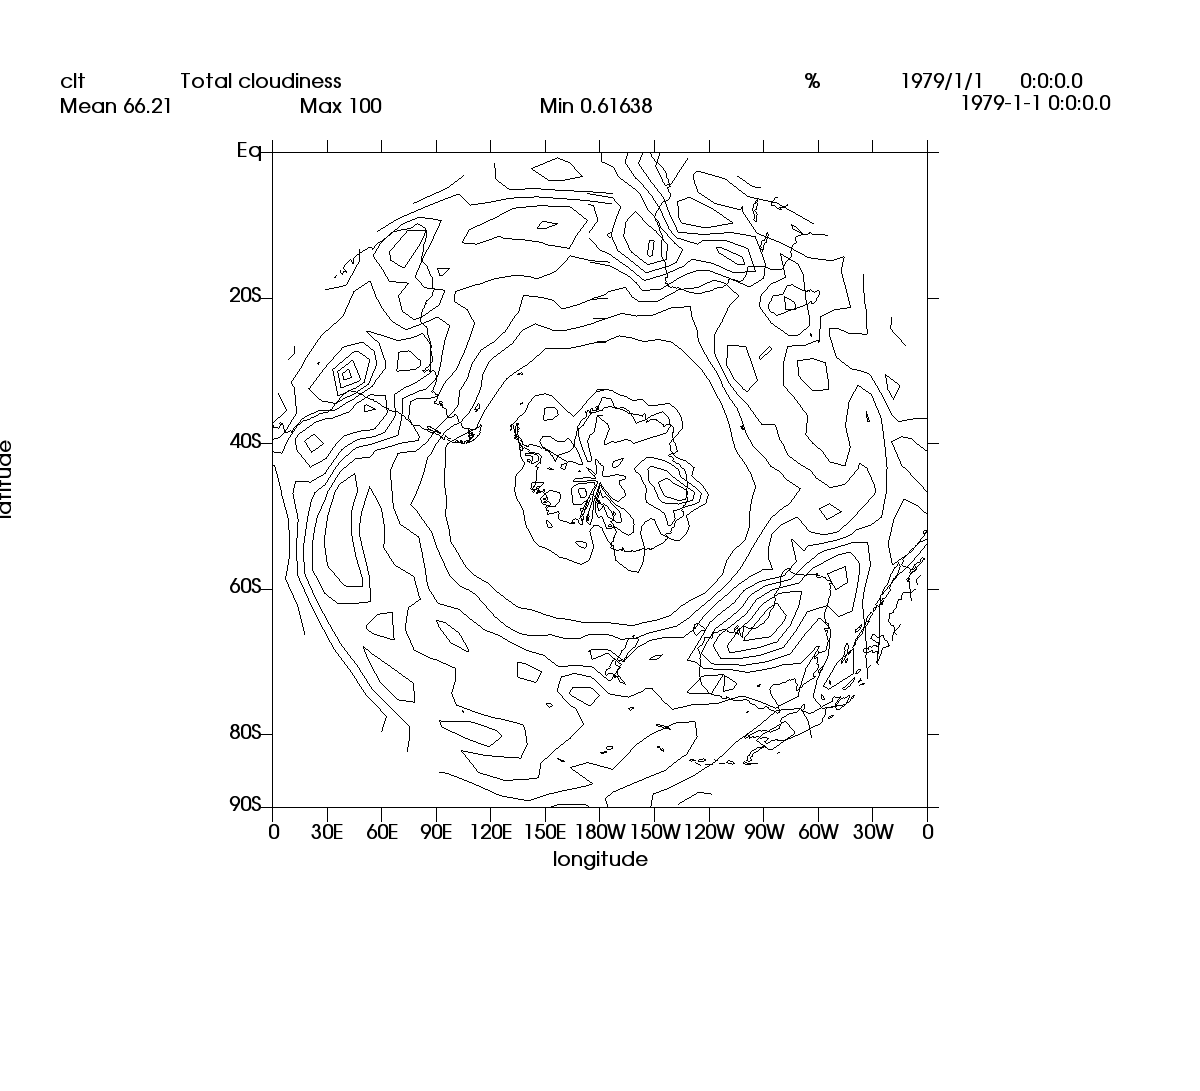 clt Total cloudiness % 1979/1/1 0:0:0.0
Mean 66.21 Max 100 Min 0.61638 1979-1-1 0:0:0.0
Eq
20S
40S
latitude
60S
80S
90S
0 30E 60E 90E 120E 150E 180W 150W 120W 90W 60W 30W 0
longitude